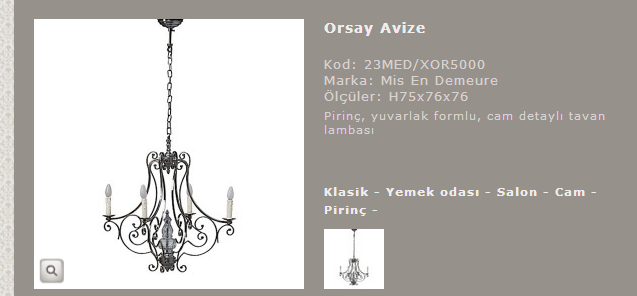 Orsay Avize
Kod: 23MED/XOR5000
Marka: Mis En Demeure
Ölçüler: H75x76x76
Pirinç, yuvarlak formlu, cam detaylı tavan
lambası
Klasik - Yemek odası - Salon - Cam -
Pirinç -